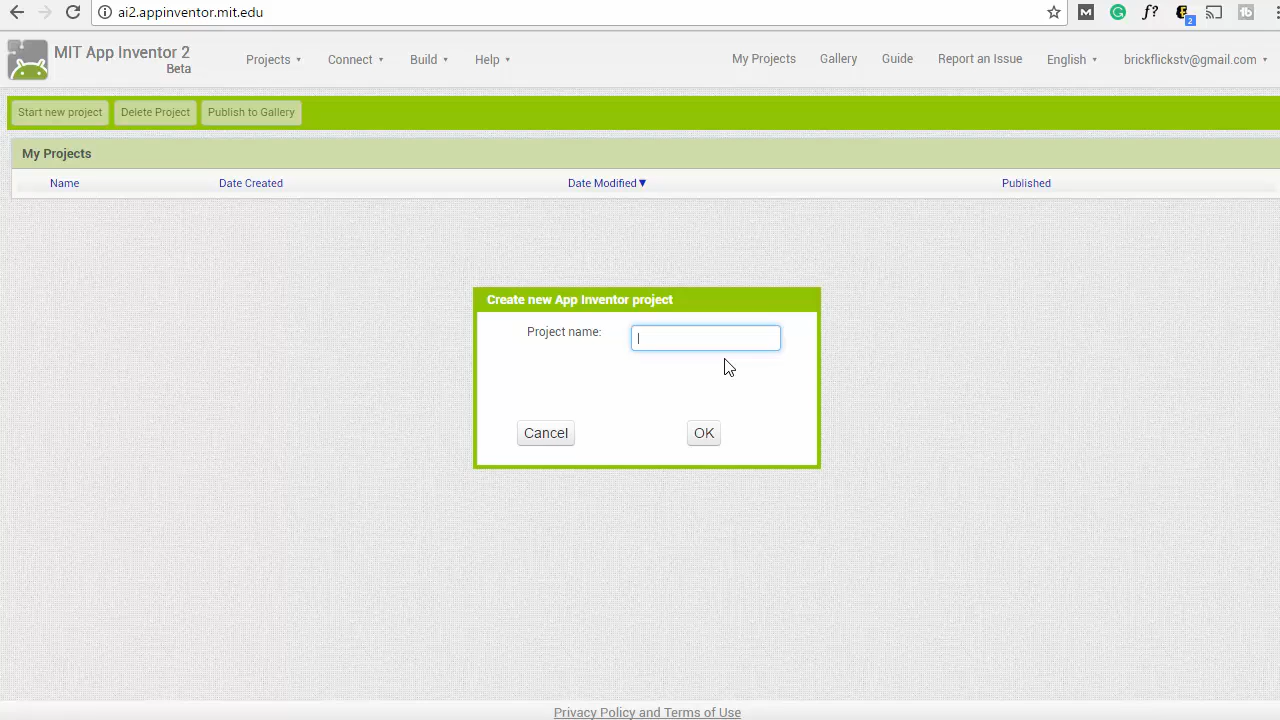 ai2.appinventor.mit.edu
M G f? 2
MIT App Inventor 2
Beta
Projects Connect Build Help My Projects Gallery Guide Report an Issue English brickflickstv@gmail.com
Start new project Delete Project Publish to Gallery
My Projects
Name Date Created Date Modified▼ Published
Create new App Inventor project
Project name:
Cancel OK
Privacy Policy and Terms of Use